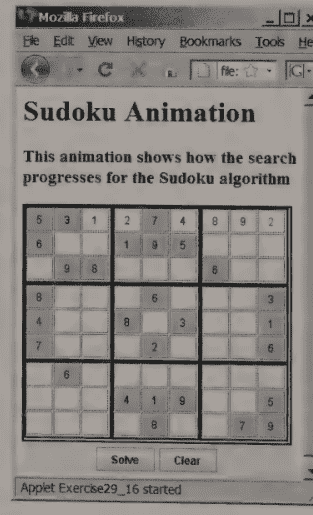 Mozilla Firefox
File Edit View History Bookmarks Tools He
file:
Sudoku Animation
This animation shows how the search
progresses for the Sudoku algorithm
5 3 1 2 7 4 8 9 2
6 1 9 5
9 8 6
8 6 3
4 8 3 1
7 2 6
6
4 1 9 5
8 7 9
Solve Clear
Applet Exercise29_16 started